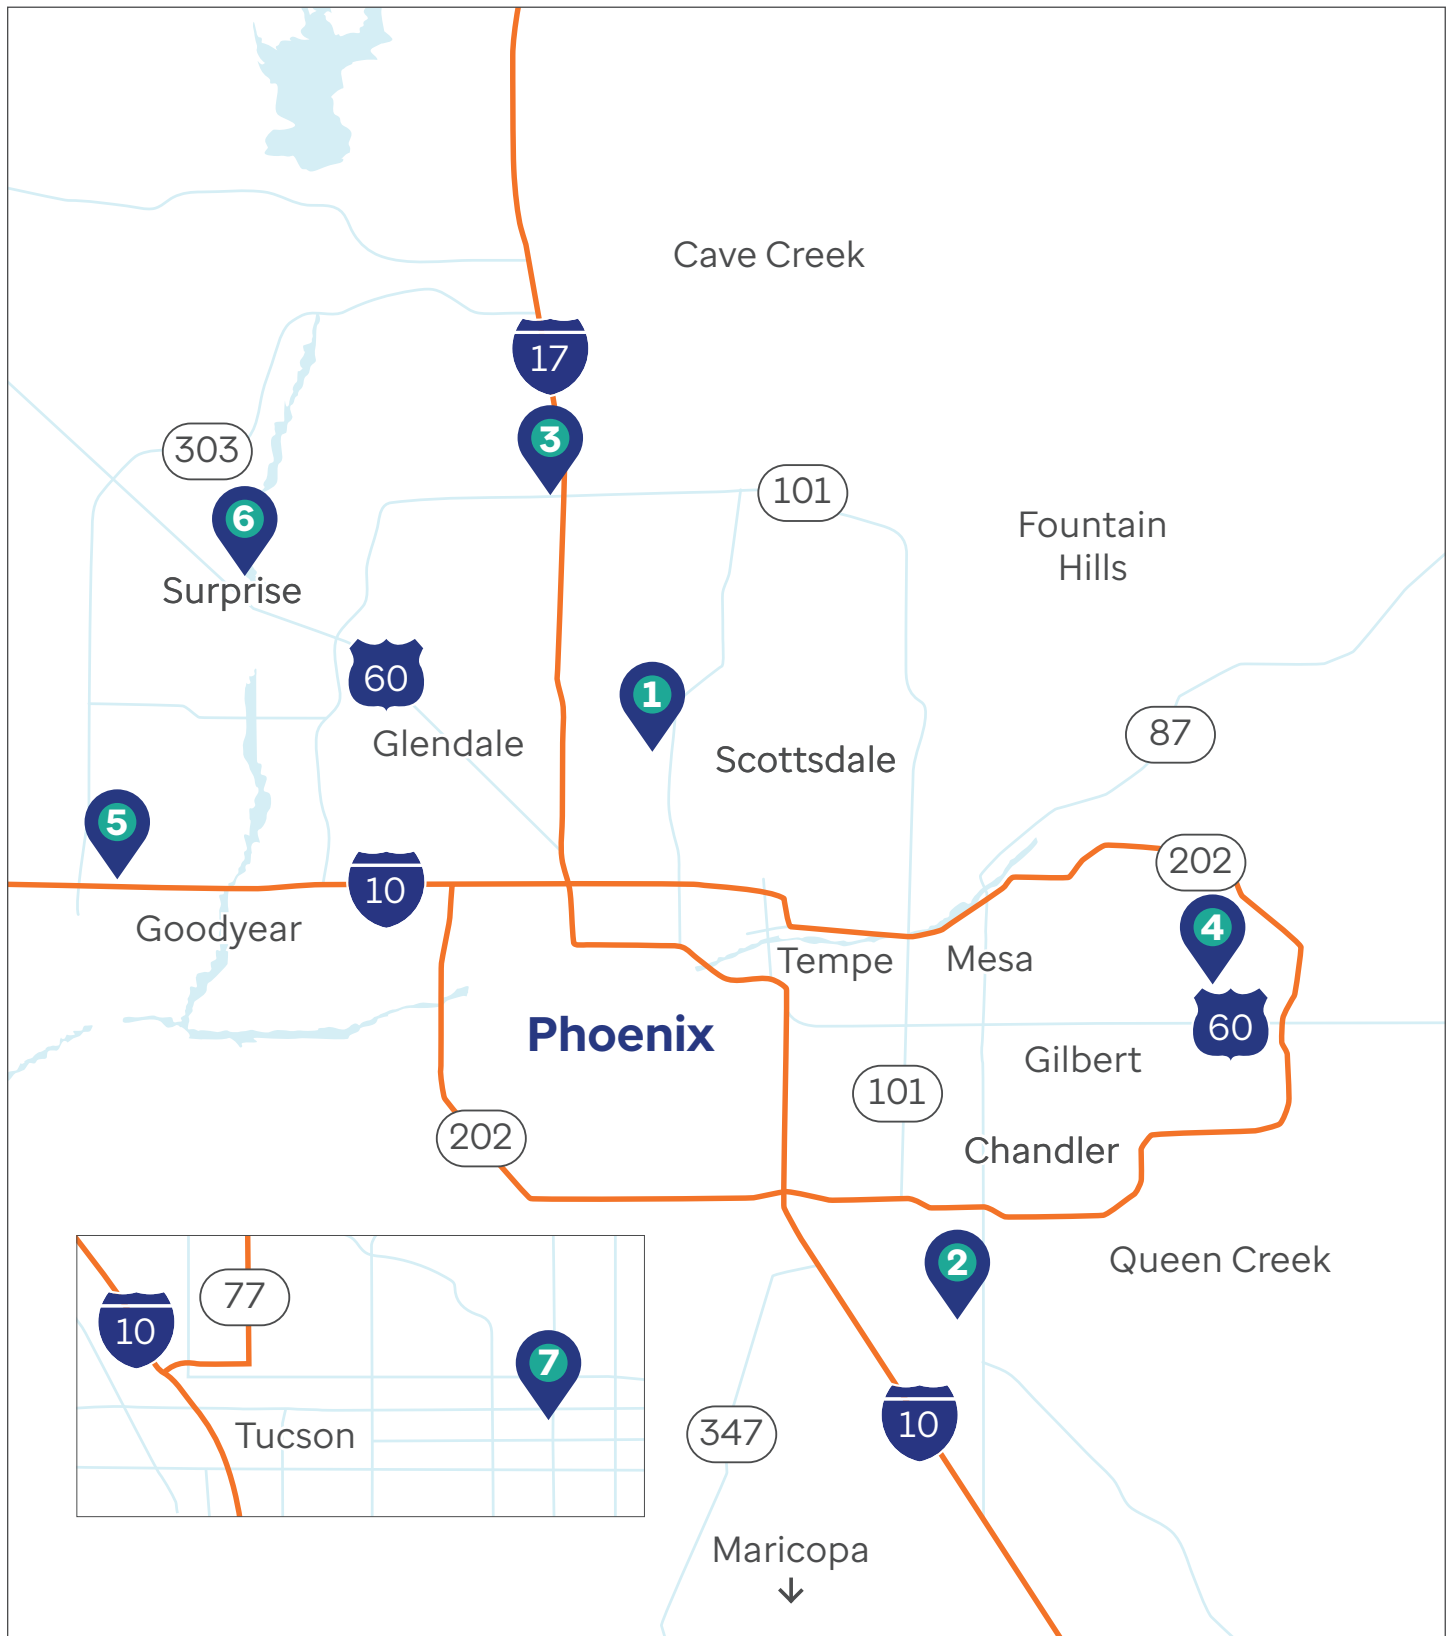 Cave Creek
17
3
303
101
6
Fountain
Hills
Surprise
60
1
87
Glendale
Scottsdale
5
202
10
4
Goodyear
Tempe
Mesa
Phoenix
60
Gilbert
101
202
Chandler
2
Queen Creek
77
10
7
Tucson
347
10
Maricopa
↓